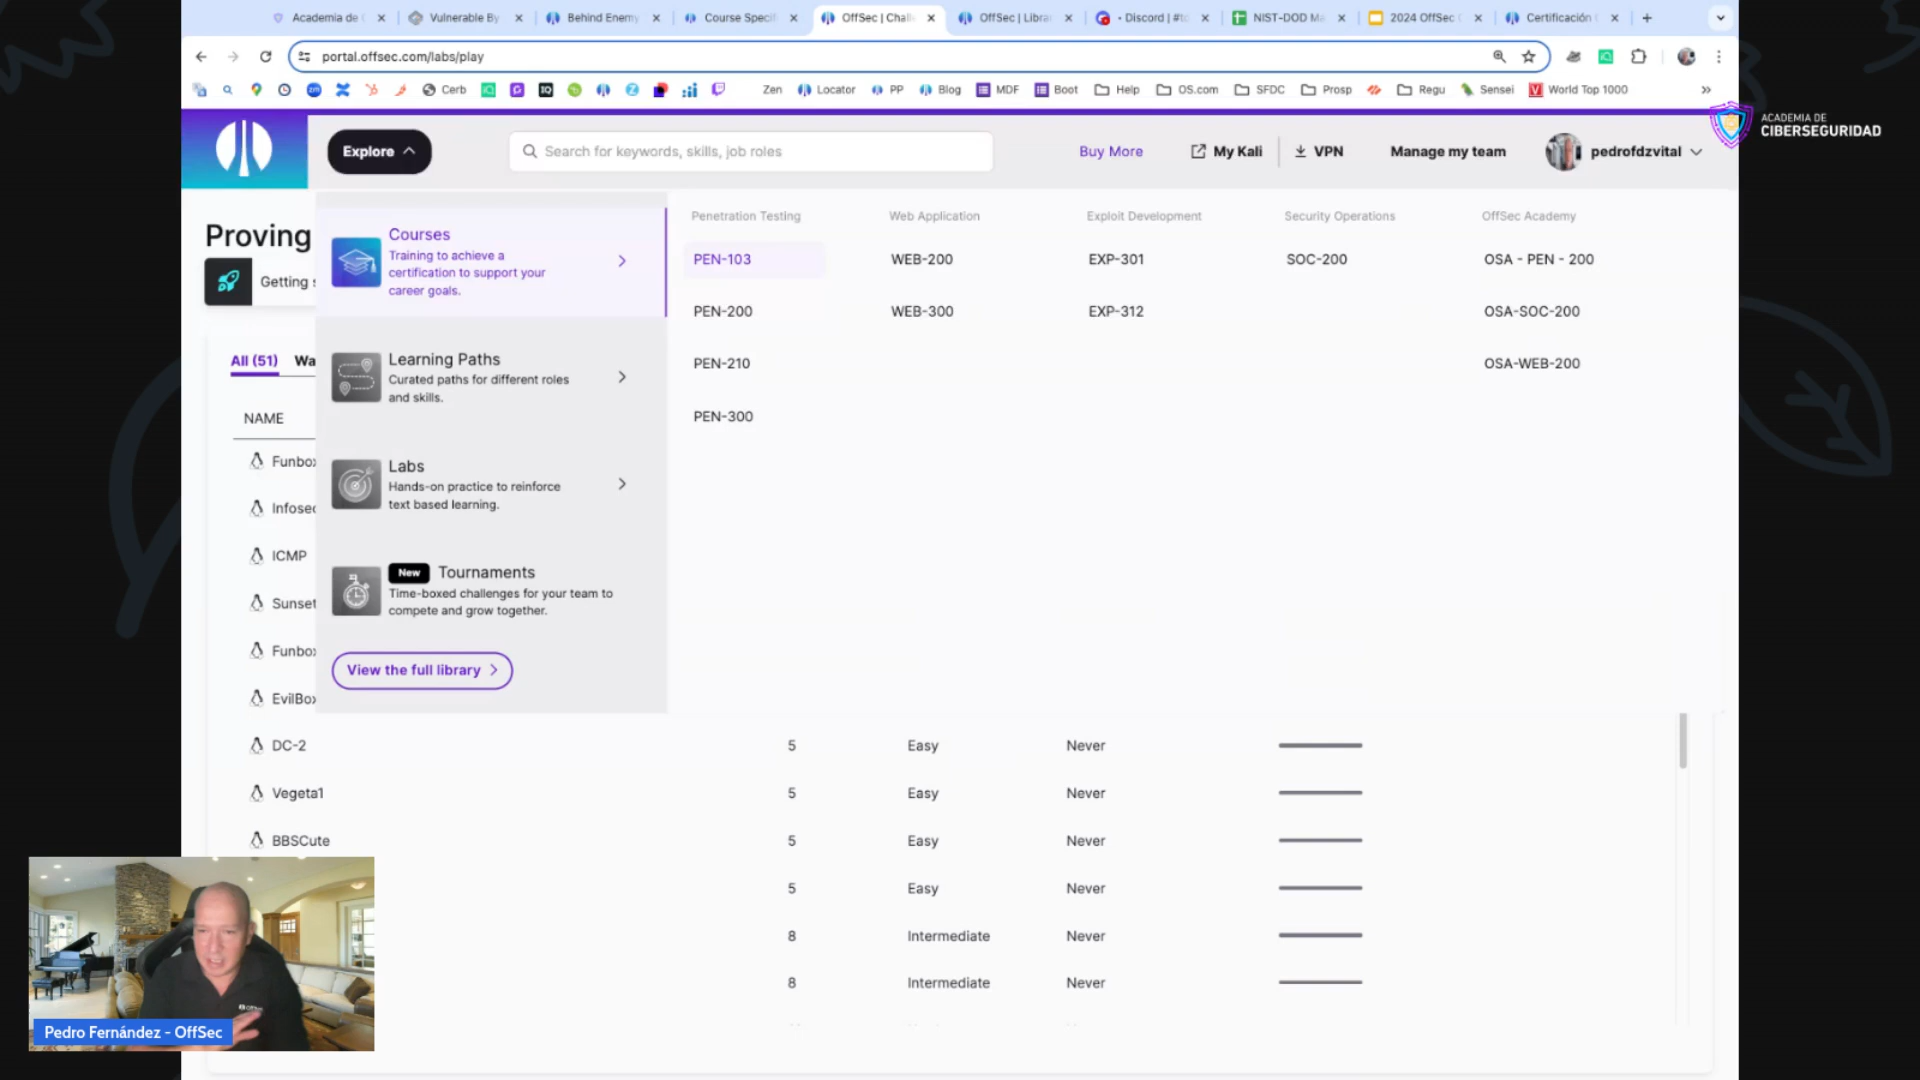 Academia de
Vulnerable By
Behind Enemy
Course Specif
OffSec | Chall
OffSec | Librar
• Discord | #to
NIST-DOD Ma
2024 OffSec
Certificación
portal.offsec.com/labs/play
Cerb
Zen
Locator
PP
Blog
MDF
Boot
Help
OS.com
SFDC
Prosp
Regu
Sensei
World Top 1000
ACADEMIA DE
CIBERSEGURIDAD
Explore
Search for keywords, skills, job roles
Buy More
My Kali
VPN
Manage my team
pedrofdzvital
Proving
Getting s
All (51) Wa
NAME
Funbox
Infosec
ICMP
Sunset
Funbox
EvilBox
Courses
Training to achieve a
certification to support your
career goals.
Learning Paths
Curated paths for different roles
and skills.
Labs
Hands-on practice to reinforce
text based learning.
New Tournaments
Time-boxed challenges for your team to
compete and grow together.
View the full library
Penetration Testing
PEN-103
PEN-200
PEN-210
PEN-300
Web Application
WEB-200
WEB-300
Exploit Development
EXP-301
EXP-312
Security Operations
SOC-200
OffSec Academy
OSA - PEN - 200
OSA-SOC-200
OSA-WEB-200
DC-2 5 Easy Never
Vegeta1 5 Easy Never
BBSCute 5 Easy Never
5 Easy Never
8 Intermediate Never
8 Intermediate Never
Pedro Fernández - OffSec